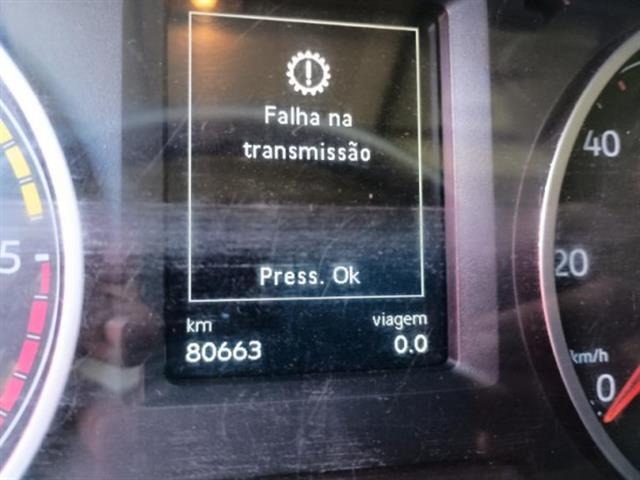 Falha na
transmissão
Press. Ok
km viagem
80663 0.0
5
40
20
km/h
0